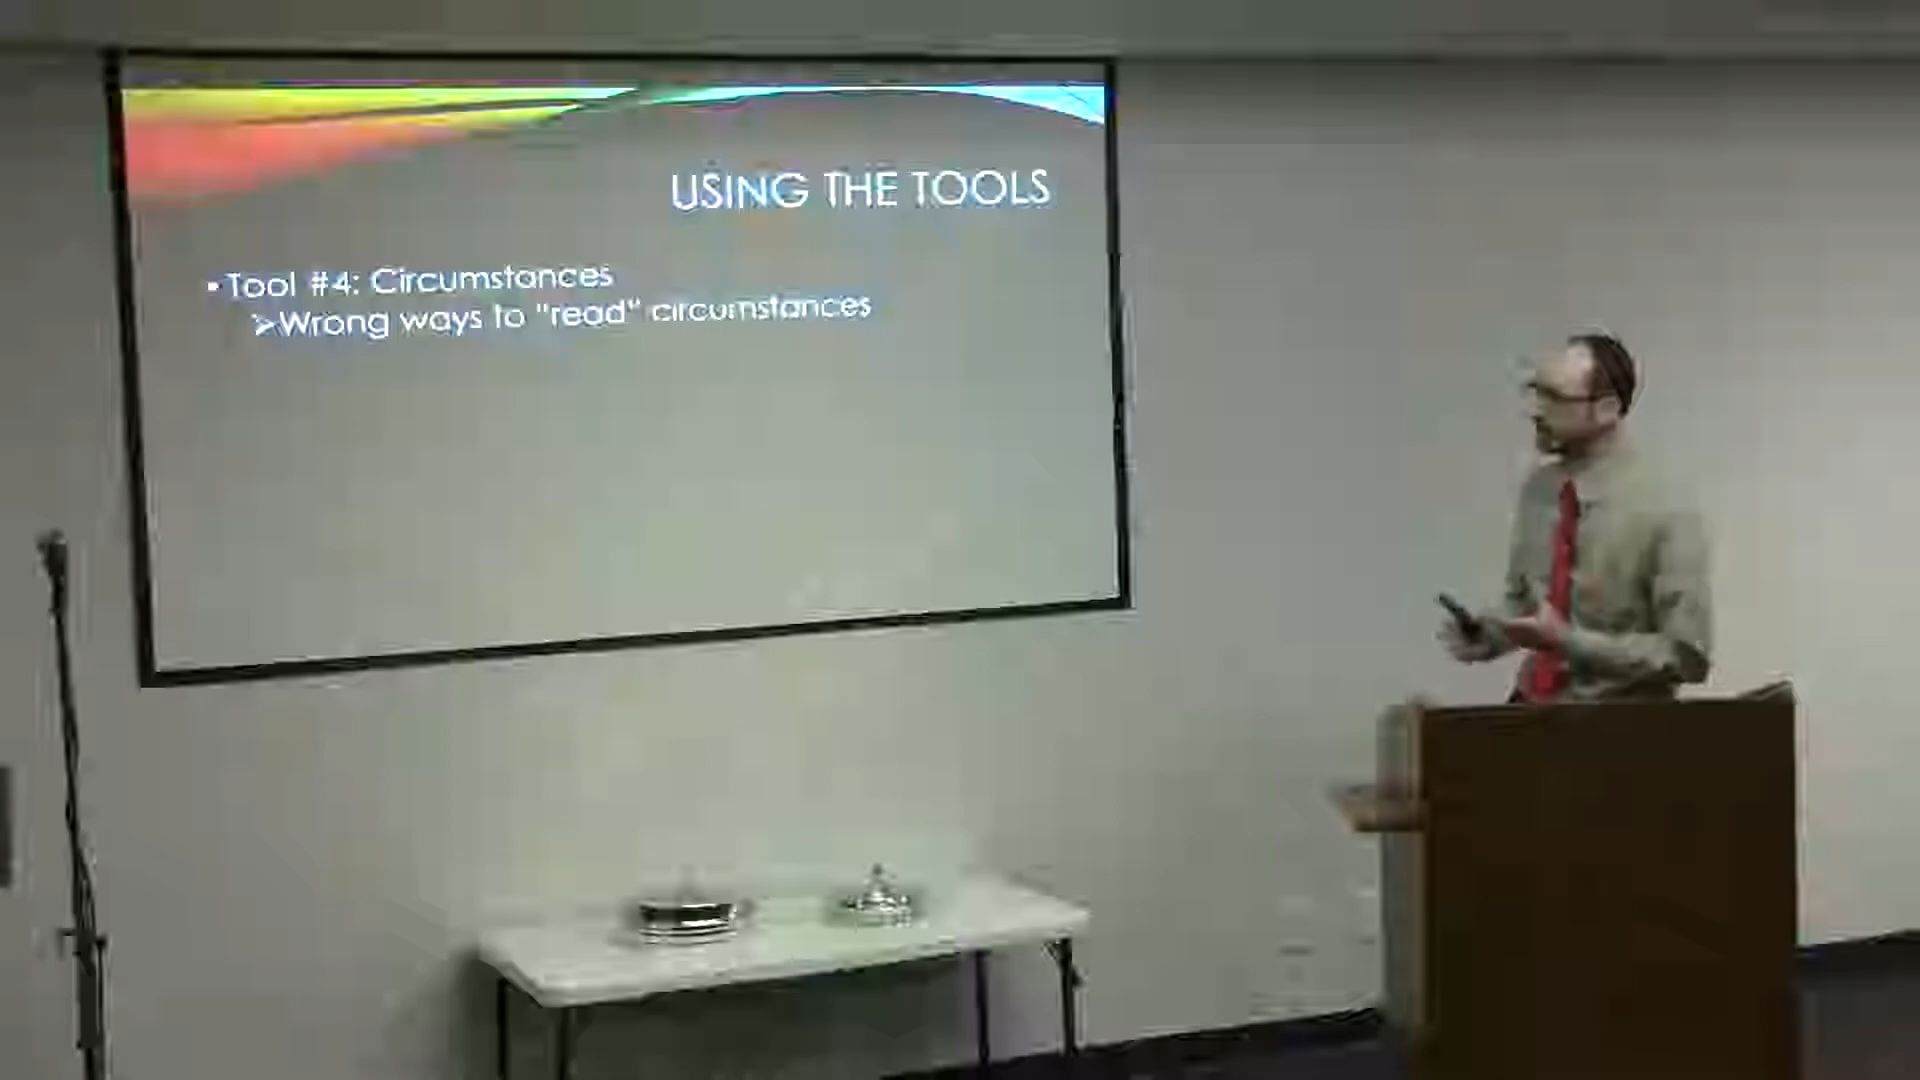 USING THE TOOLS
▪ Tool #4: Circumstances
➢Wrong ways to "read" circumstances